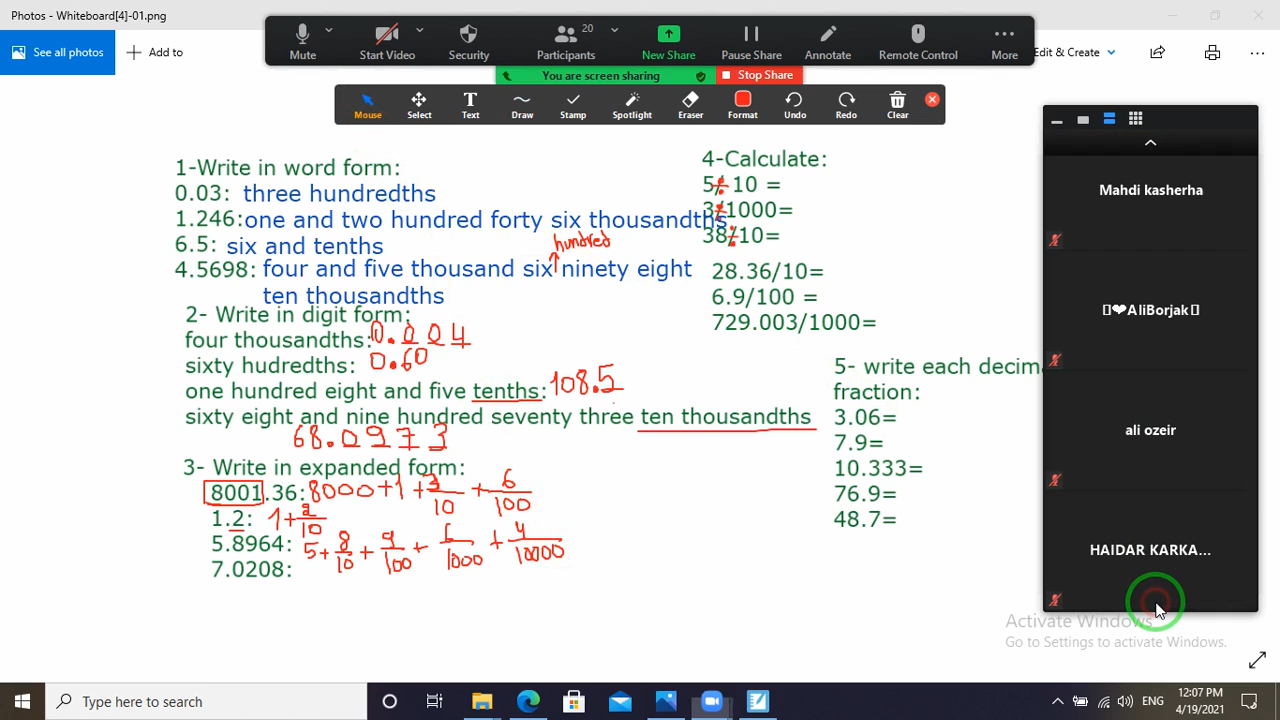 Photos - Whiteboard[4]-01.png
See all photos
Add to
Mute
Start Video
Security
Participants
20
New Share
Pause Share
Annotate
Remote Control
More
Edit & Create
You are screen sharing
Stop Share
Mouse
Select
Text
Draw
Stamp
Spotlight
Eraser
Format
Undo
Redo
Clear
1-Write in word form:
0.03: three hundredths
1.246: one and two hundred forty six thousandths
6.5: six and tenths
hundred
4.5698: four and five thousand six ninety eight
ten thousandths
2- Write in digit form:
four thousandths: 0.004
sixty hudredths: 0.60
one hundred eight and five tenths: 108.5
sixty eight and nine hundred seventy three ten thousandths
68.0973
3- Write in expanded form:
8001.36: 8000+1+3/10+6/100
1.2: 1+2/10
5.8964: 5+8/10+9/100+6/1000+4/10000
7.0208:
4-Calculate:
5÷10 =
3÷1000=
38÷10=
28.36/10=
6.9/100 =
729.003/1000=
5- write each decim
fraction:
3.06=
7.9=
10.333=
76.9=
48.7=
Mahdi kasherha
❤AliBorjak
ali ozeir
HAIDAR KARKA...
Activate Windows
Go to Settings to activate Windows.
Type here to search
ENG
12:07 PM
4/19/2021